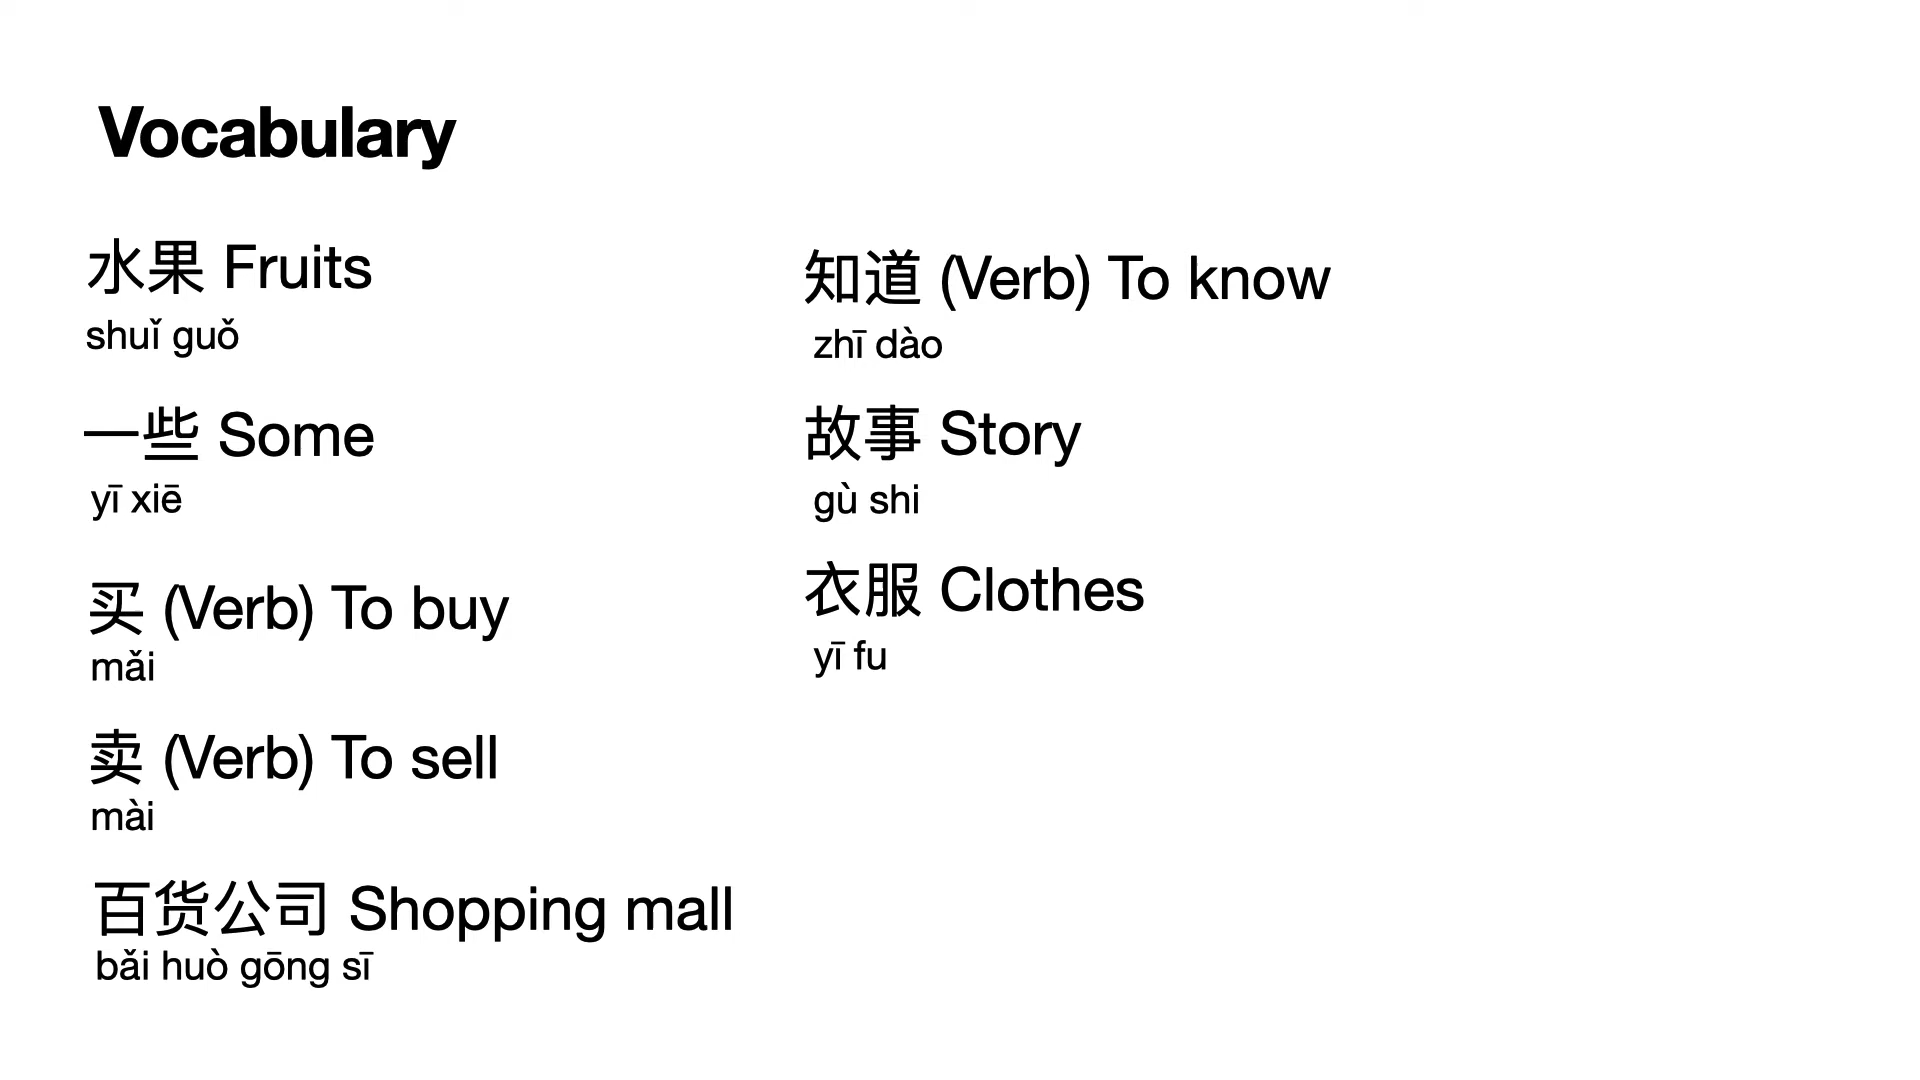 Vocabulary
水果 Fruits
shuǐ guǒ
一些 Some
yī xiē
买 (Verb) To buy
mǎi
卖 (Verb) To sell
mài
百货公司 Shopping mall
bǎi huò gōng sī
知道 (Verb) To know
zhī dào
故事 Story
gù shi
衣服 Clothes
yī fu